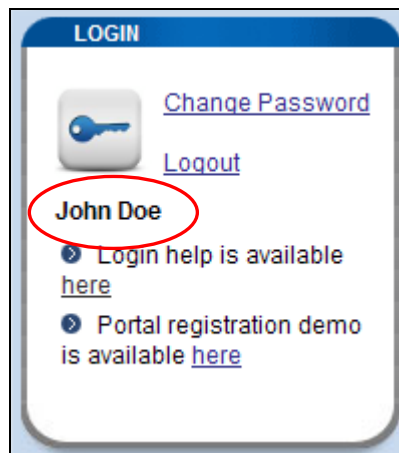 LOGIN
Change Password
Logout
John Doe
Login help is available
here
Portal registration demo
is available here